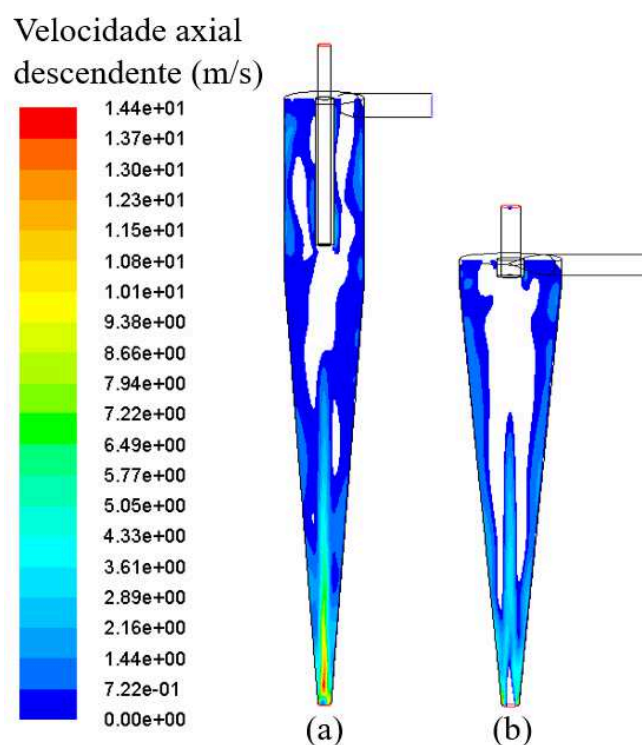 Velocidade axial
descendente (m/s)
1.44e+01
1.37e+01
1.30e+01
1.23e+01
1.15e+01
1.08e+01
1.01e+01
9.38e+00
8.66e+00
7.94e+00
7.22e+00
6.49e+00
5.77e+00
5.05e+00
4.33e+00
3.61e+00
2.89e+00
2.16e+00
1.44e+00
7.22e-01
0.00e+00
(a)
(b)